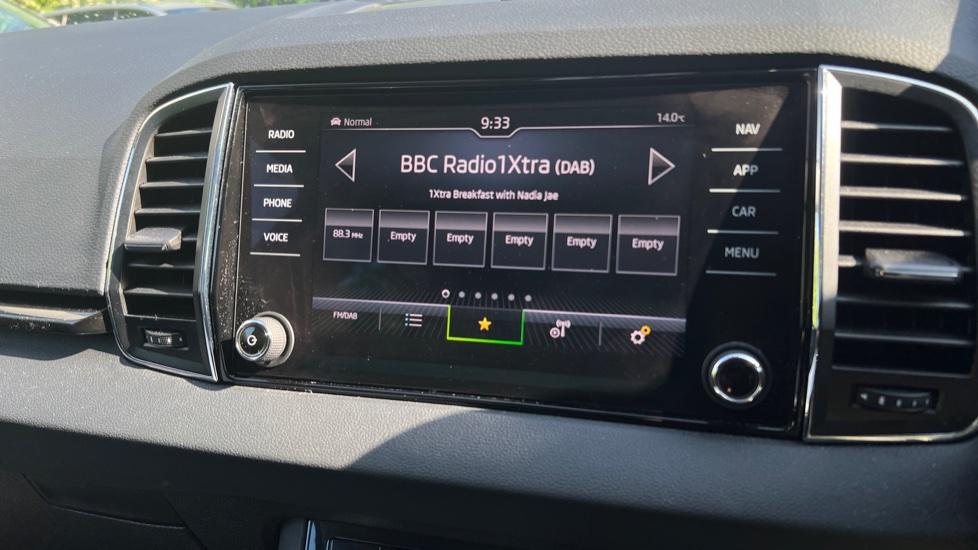 Normal 9:33 14.0°C
RADIO
MEDIA
PHONE
VOICE
BBC Radio1Xtra (DAB)
1Xtra Breakfast with Nadia Jae
88.3 MHz Empty Empty Empty Empty Empty
FM/DAB
NAV
APP
CAR
MENU